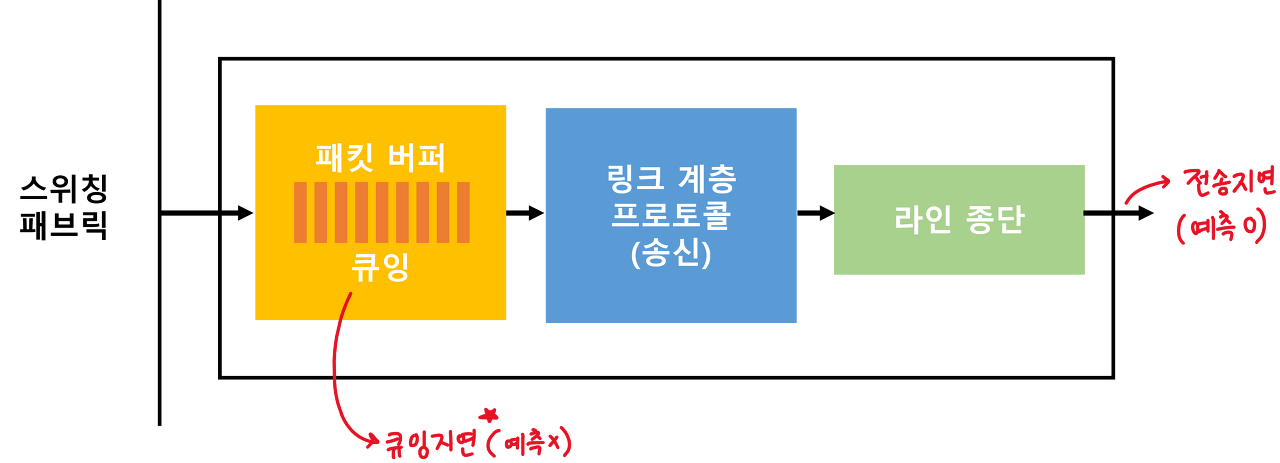 스위칭
패브릭
패킷 버퍼
큐잉
링크 계층
프로토콜
(송신)
라인 종단
전송지연
(예측 O)
큐잉지연 (예측x)